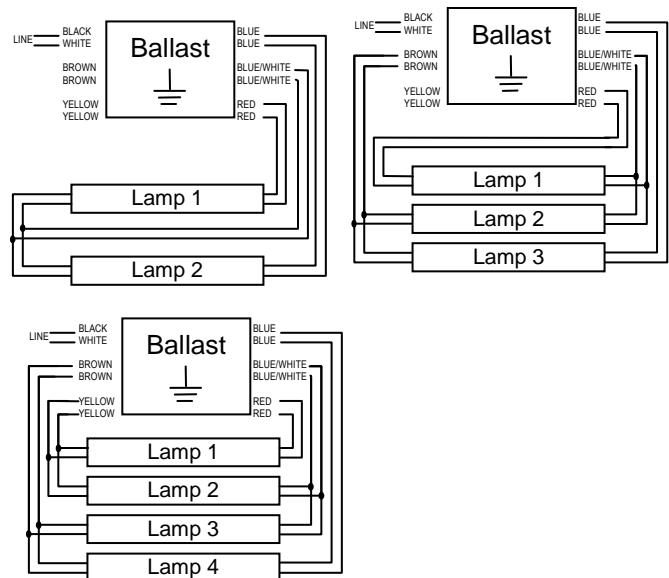 BLACK
LINE
WHITE
BROWN
BROWN
YELLOW
YELLOW
Ballast
BLUE
BLUE
BLUE/WHITE
BLUE/WHITE
RED
RED
Lamp 1
Lamp 2
BLACK
LINE
WHITE
BROWN
BROWN
YELLOW
YELLOW
Ballast
BLUE
BLUE
BLUE/WHITE
BLUE/WHITE
RED
RED
Lamp 1
Lamp 2
Lamp 3
BLACK
LINE
WHITE
BROWN
BROWN
YELLOW
YELLOW
Ballast
BLUE
BLUE
BLUE/WHITE
BLUE/WHITE
RED
RED
Lamp 1
Lamp 2
Lamp 3
Lamp 4